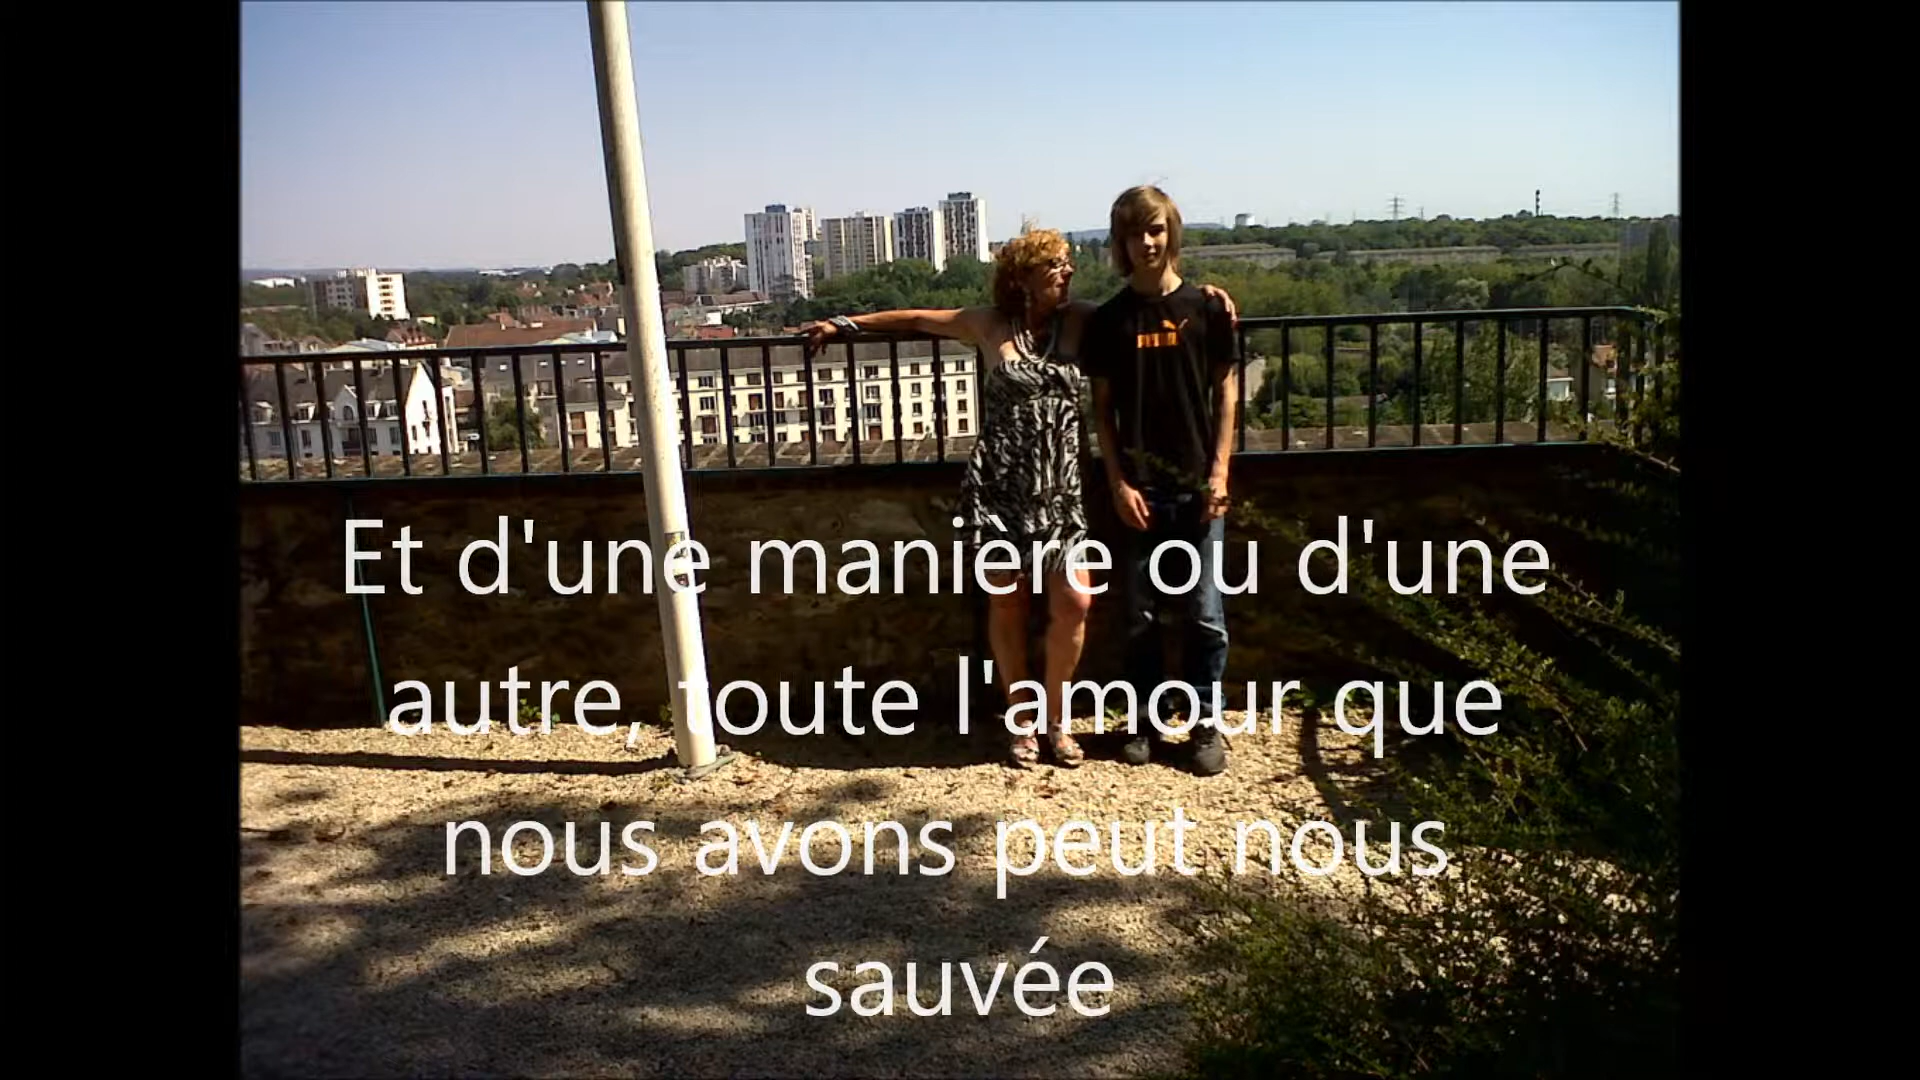 Et d'une manière ou d'une
autre, toute l'amour que
nous avons peut nous
sauvée